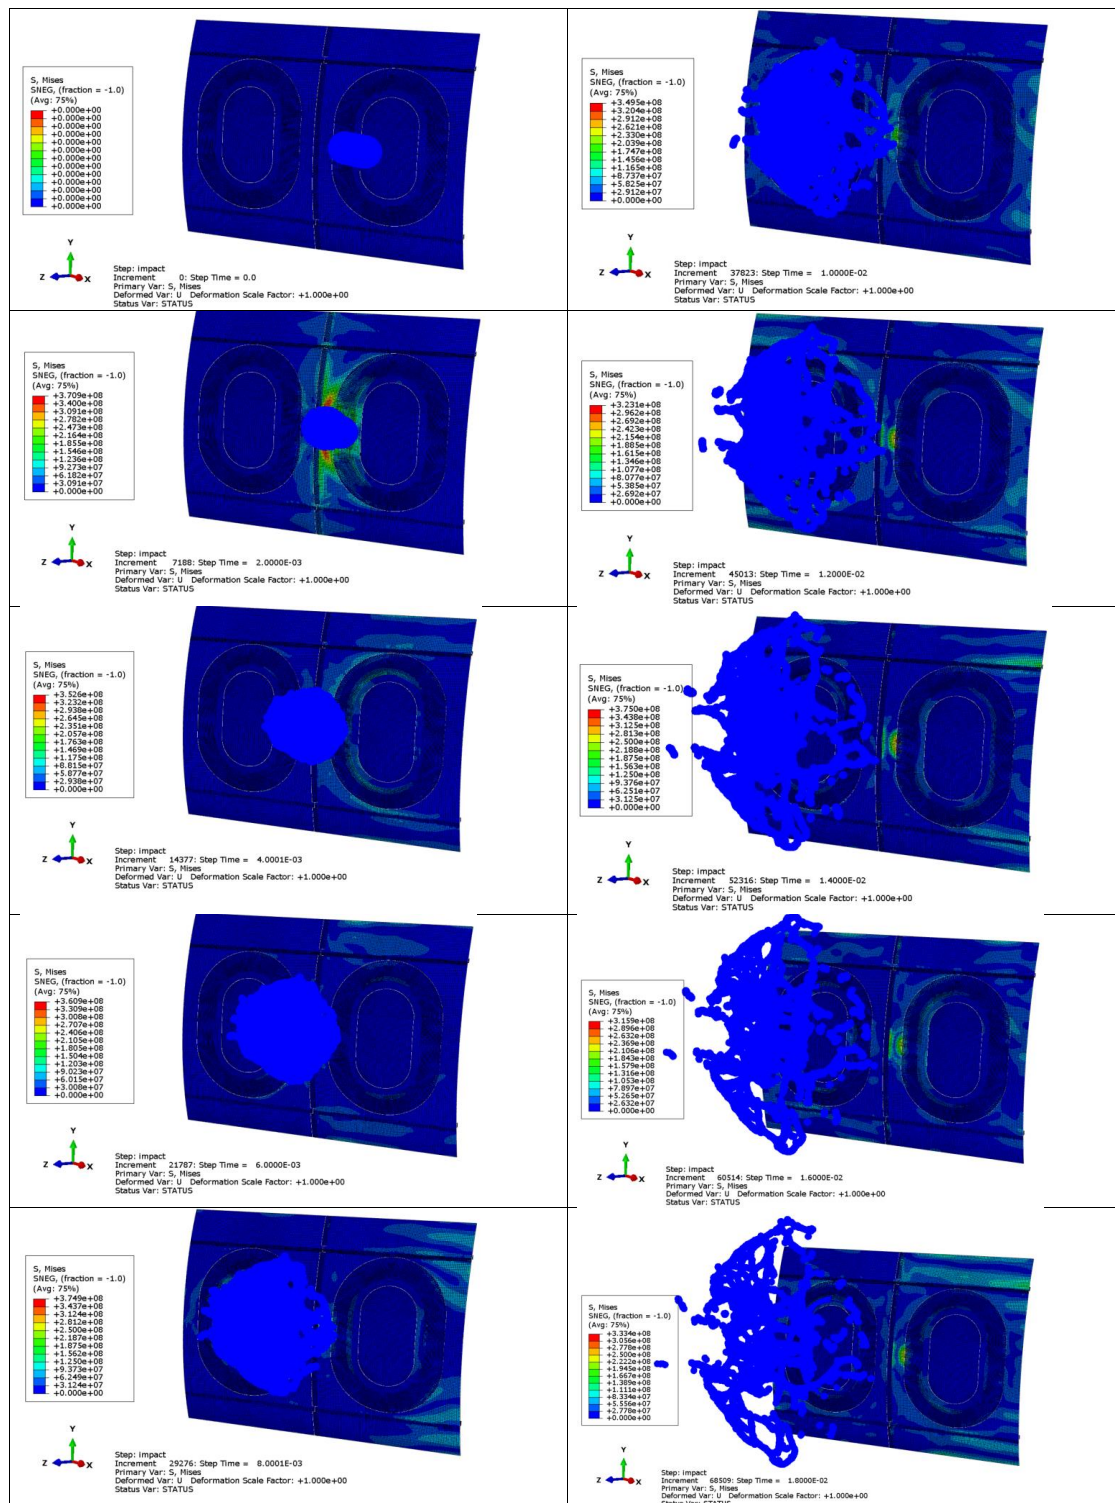 S, Mises
SNEG, (fraction = -1.0)
(Avg: 75%)
+0.000e+00
+0.000e+00
+0.000e+00
+0.000e+00
+0.000e+00
+0.000e+00
+0.000e+00
+0.000e+00
+0.000e+00
+0.000e+00
+0.000e+00
+0.000e+00
+0.000e+00
Y
Z X
Step: impact
Increment 0: Step Time = 0.0
Primary Var: S, Mises
Deformed Var: U Deformation Scale Factor: +1.000e+00
Status Var: STATUS
S, Mises
SNEG, (fraction = -1.0)
(Avg: 75%)
+3.709e+08
+3.400e+08
+3.091e+08
+2.782e+08
+2.473e+08
+2.164e+08
+1.855e+08
+1.546e+08
+1.236e+08
+9.273e+07
+6.182e+07
+3.091e+07
+0.000e+00
Y
Z X
Step: impact
Increment 7188: Step Time = 2.0000E-03
Primary Var: S, Mises
Deformed Var: U Deformation Scale Factor: +1.000e+00
Status Var: STATUS
S, Mises
SNEG, (fraction = -1.0)
(Avg: 75%)
+3.526e+08
+3.232e+08
+2.938e+08
+2.645e+08
+2.351e+08
+2.057e+08
+1.763e+08
+1.469e+08
+1.175e+08
+8.815e+07
+5.877e+07
+2.938e+07
+0.000e+00
Y
Z X
Step: impact
Increment 14377: Step Time = 4.0001E-03
Primary Var: S, Mises
Deformed Var: U Deformation Scale Factor: +1.000e+00
Status Var: STATUS
S, Mises
SNEG, (fraction = -1.0)
(Avg: 75%)
+3.609e+08
+3.309e+08
+3.008e+08
+2.707e+08
+2.406e+08
+2.105e+08
+1.805e+08
+1.504e+08
+1.203e+08
+9.023e+07
+6.015e+07
+3.008e+07
+0.000e+00
Y
Z X
Step: impact
Increment 21787: Step Time = 6.0000E-03
Primary Var: S, Mises
Deformed Var: U Deformation Scale Factor: +1.000e+00
Status Var: STATUS
S, Mises
SNEG, (fraction = -1.0)
(Avg: 75%)
+3.749e+08
+3.437e+08
+3.124e+08
+2.812e+08
+2.500e+08
+2.187e+08
+1.875e+08
+1.562e+08
+1.250e+08
+9.373e+07
+6.249e+07
+3.124e+07
+0.000e+00
Y
Z X
Step: impact
Increment 29276: Step Time = 8.0001E-03
Primary Var: S, Mises
Deformed Var: U Deformation Scale Factor: +1.000e+00
Status Var: STATUS
S, Mises
SNEG, (fraction = -1.0)
(Avg: 75%)
+3.495e+08
+3.204e+08
+2.912e+08
+2.621e+08
+2.330e+08
+2.039e+08
+1.747e+08
+1.456e+08
+1.165e+08
+8.737e+07
+5.825e+07
+2.912e+07
+0.000e+00
Y
Z X
Step: impact
Increment 37823: Step Time = 1.0000E-02
Primary Var: S, Mises
Deformed Var: U Deformation Scale Factor: +1.000e+00
Status Var: STATUS
S, Mises
SNEG, (fraction = -1.0)
(Avg: 75%)
+3.231e+08
+2.962e+08
+2.692e+08
+2.423e+08
+2.154e+08
+1.885e+08
+1.615e+08
+1.346e+08
+1.077e+08
+8.077e+07
+5.385e+07
+2.692e+07
+0.000e+00
Y
Z X
Step: impact
Increment 45013: Step Time = 1.2000E-02
Primary Var: S, Mises
Deformed Var: U Deformation Scale Factor: +1.000e+00
Status Var: STATUS
S, Mises
SNEG, (fraction = -1.0)
(Avg: 75%)
+3.750e+08
+3.438e+08
+3.125e+08
+2.813e+08
+2.500e+08
+2.188e+08
+1.875e+08
+1.563e+08
+1.250e+08
+9.376e+07
+6.251e+07
+3.125e+07
+0.000e+00
Y
Z X
Step: impact
Increment 52316: Step Time = 1.4000E-02
Primary Var: S, Mises
Deformed Var: U Deformation Scale Factor: +1.000e+00
Status Var: STATUS
S, Mises
SNEG, (fraction = -1.0)
(Avg: 75%)
+3.159e+08
+2.896e+08
+2.632e+08
+2.369e+08
+2.106e+08
+1.843e+08
+1.579e+08
+1.316e+08
+1.053e+08
+7.897e+07
+5.265e+07
+2.632e+07
+0.000e+00
Y
Z X
Step: impact
Increment 60514: Step Time = 1.6000E-02
Primary Var: S, Mises
Deformed Var: U Deformation Scale Factor: +1.000e+00
Status Var: STATUS
S, Mises
SNEG, (fraction = -1.0)
(Avg: 75%)
+3.334e+08
+3.056e+08
+2.778e+08
+2.500e+08
+2.222e+08
+1.945e+08
+1.667e+08
+1.389e+08
+1.111e+08
+8.334e+07
+5.556e+07
+2.778e+07
+0.000e+00
Y
Z X
Step: impact
Increment 68509: Step Time = 1.8000E-02
Primary Var: S, Mises
Deformed Var: U Deformation Scale Factor: +1.000e+00
Status Var: STATUS